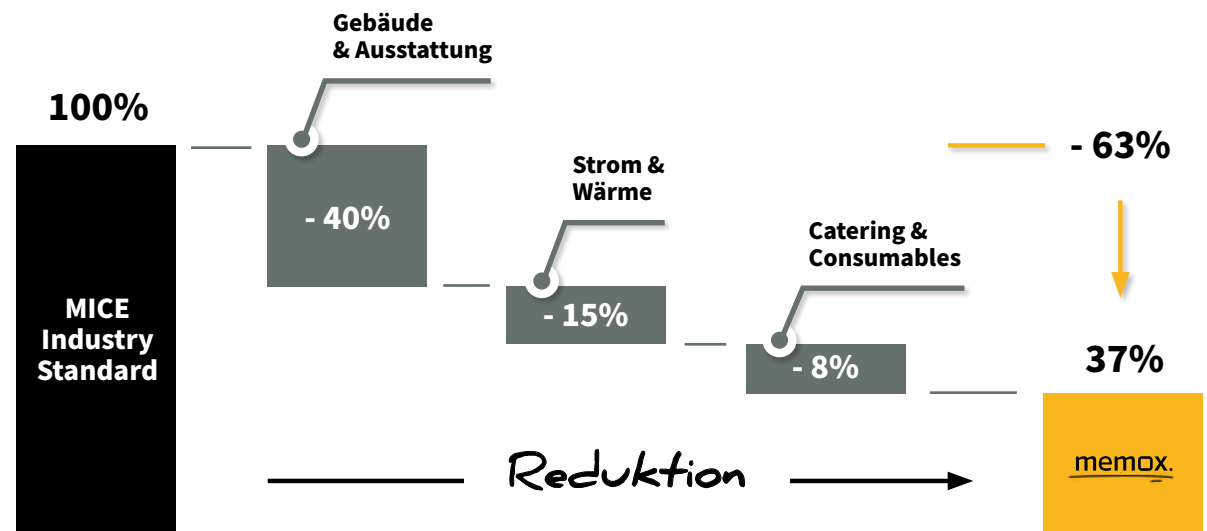 Gebäude
& Ausstattung
100%
- 63%
Strom &
Wärme
- 40%
Catering &
Consumables
MICE
Industry
Standard
- 15%
- 8%
37%
Reduktion
memox.